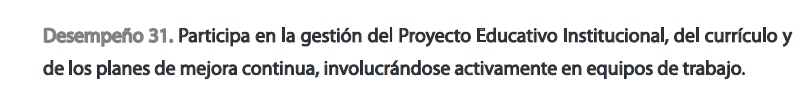 Desempeño 31. Participa en la gestión del Proyecto Educativo Institucional, del currículo y
de los planes de mejora continua, involucrándose activamente en equipos de trabajo.